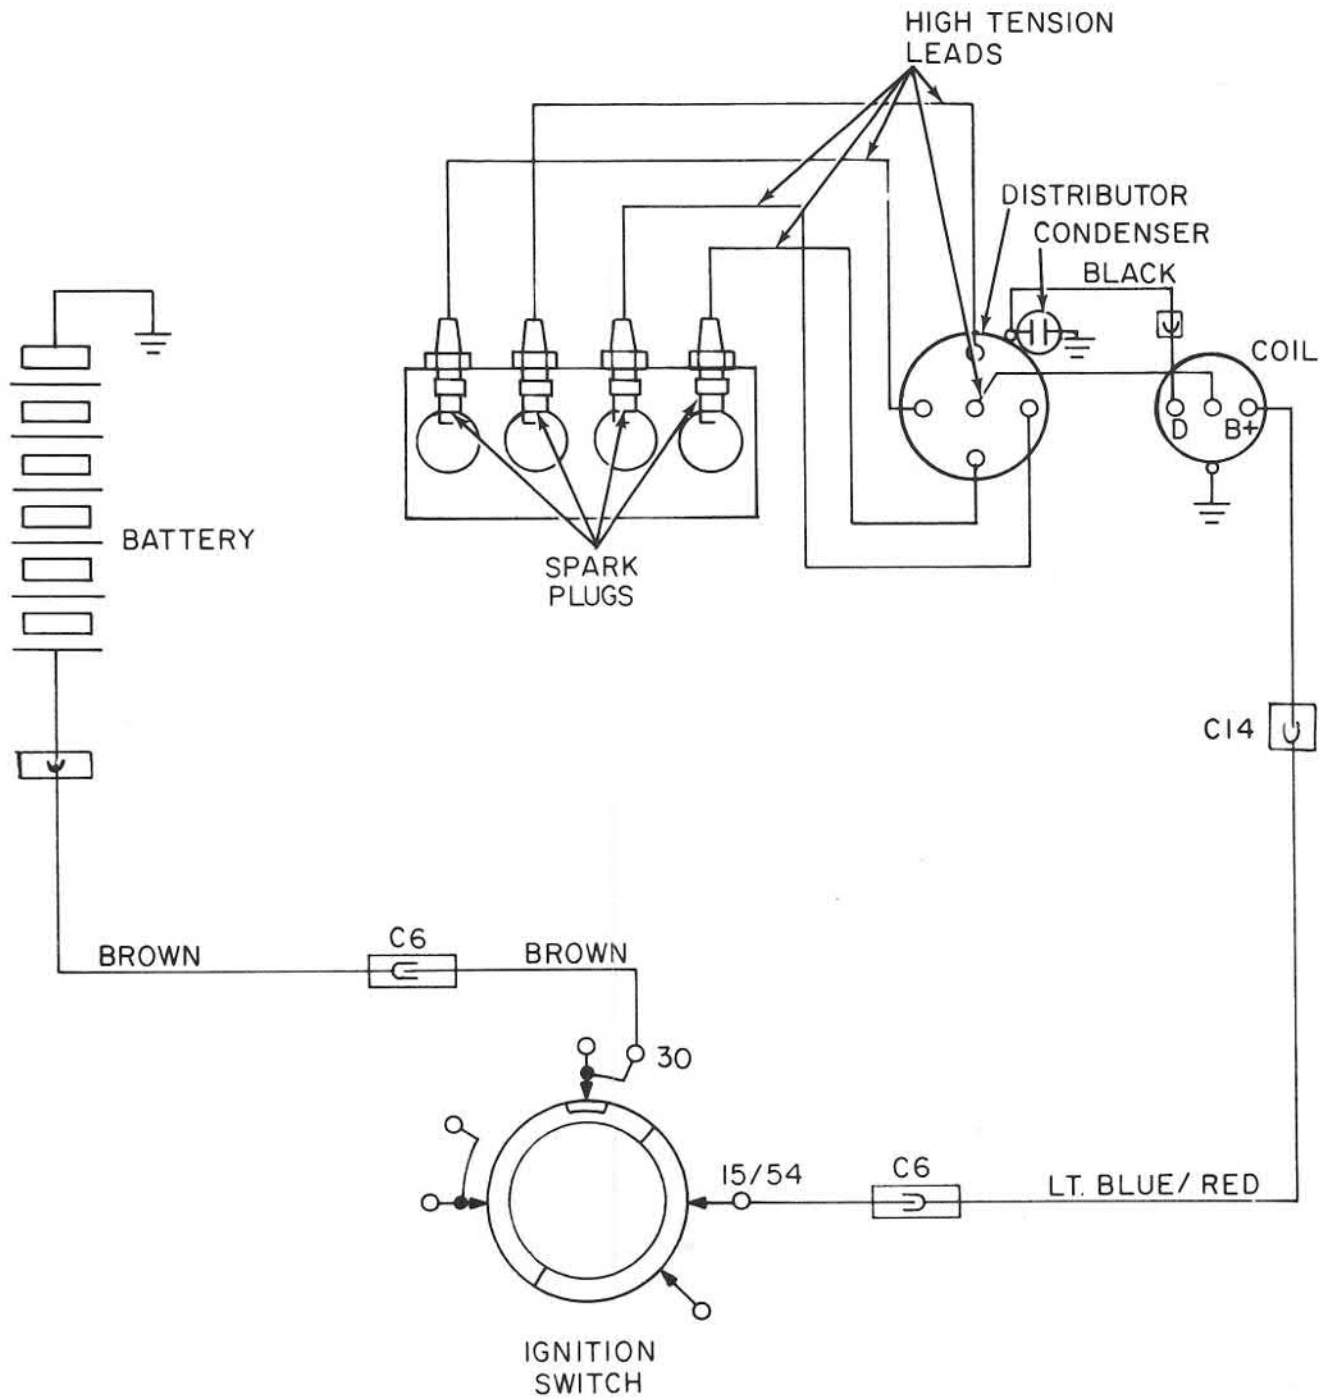 HIGH TENSION
LEADS
DISTRIBUTOR
CONDENSER
BLACK
COIL
D
B+
BATTERY
SPARK
PLUGS
C14
C6
BROWN
BROWN
30
15/54
C6
LT. BLUE/RED
IGNITION
SWITCH